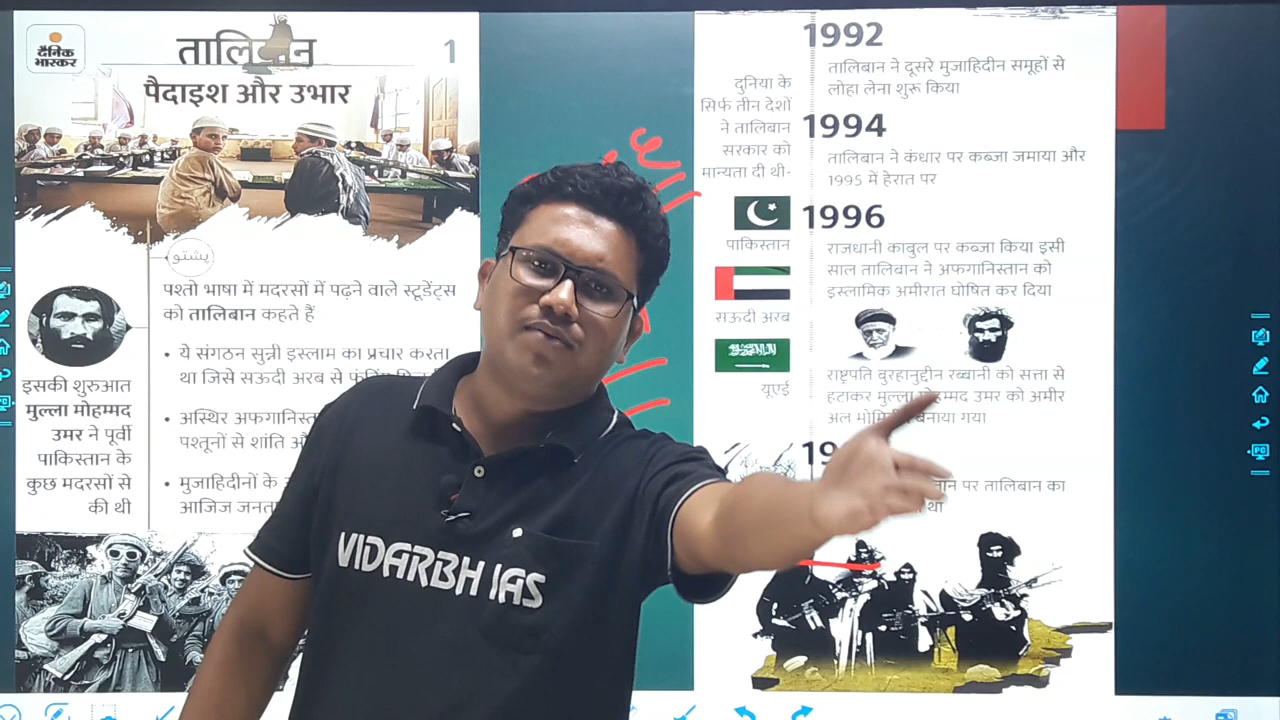 दैनिक
भास्कर
तालिबान
पैदाइश और उभार
1
پشتو
पश्तो भाषा में मदरसों में पढ़ने वाले स्टूडेंट्स
को तालिबान कहते हैं
• ये संगठन सुन्नी इस्लाम का प्रचार करता
था जिसे सऊदी अरब से
• अस्थिर
पश्तूनों से शांति
• मुजाहिदीनों के
आजिज
इसकी शुरुआत
मुल्ला मोहम्मद
उमर ने पूर्वी
पाकिस्तान के
कुछ मदरसों से
की थी
VIDARBH IAS
दुनिया के
सिर्फ तीन देशों
ने तालिबान
सरकार को
मान्यता दी थी-
पाकिस्तान
सऊदी अरब
यूएई
1992
तालिबान ने दूसरे मुजाहिदीन समूहों से
लोहा लेना शुरू किया
1994
तालिबान ने कंधार पर कब्जा जमाया और
1995 में हेरात पर
1996
राजधानी काबुल पर कब्जा किया इसी
साल तालिबान ने अफगानिस्तान को
इस्लामिक अमीरात घोषित कर दिया
राष्ट्रपति बुरहानुद्दीन रब्बानी को सत्ता से
हटाकर मुल्ला मोहम्मद उमर को अमीर
अल बनाया गया
पर तालिबान का
था